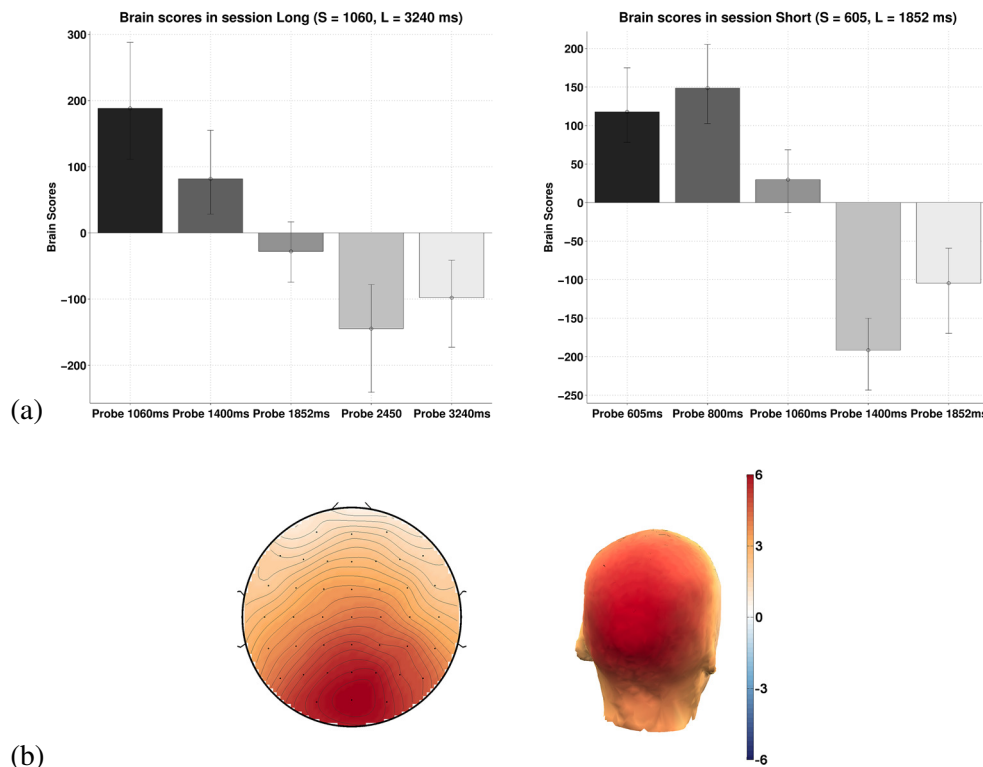 Brain scores in session Long (S = 1060, L = 3240 ms)
300
200
100
0
−100
−200
Brain Scores
Probe 1060ms Probe 1400ms Probe 1852ms Probe 2450 Probe 3240ms
Brain scores in session Short (S = 605, L = 1852 ms)
200
150
100
50
0
−50
−100
−150
−200
−250
Brain Scores
Probe 605ms Probe 800ms Probe 1060ms Probe 1400ms Probe 1852ms
(a)
6
3
0
-3
-6
(b)